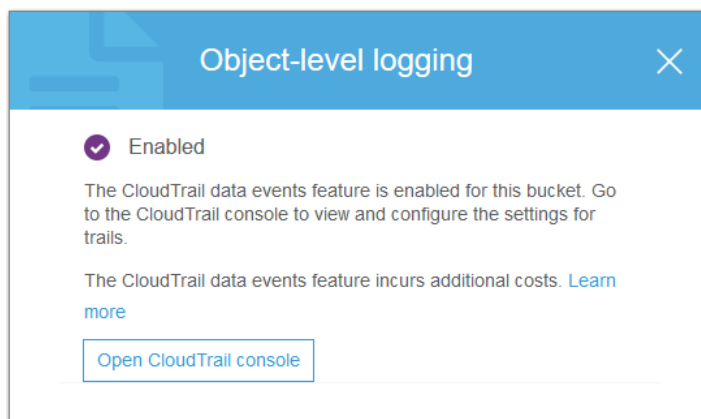 Object-level logging
Enabled
The CloudTrail data events feature is enabled for this bucket. Go
to the CloudTrail console to view and configure the settings for
trails.
The CloudTrail data events feature incurs additional costs. Learn
more
Open CloudTrail console